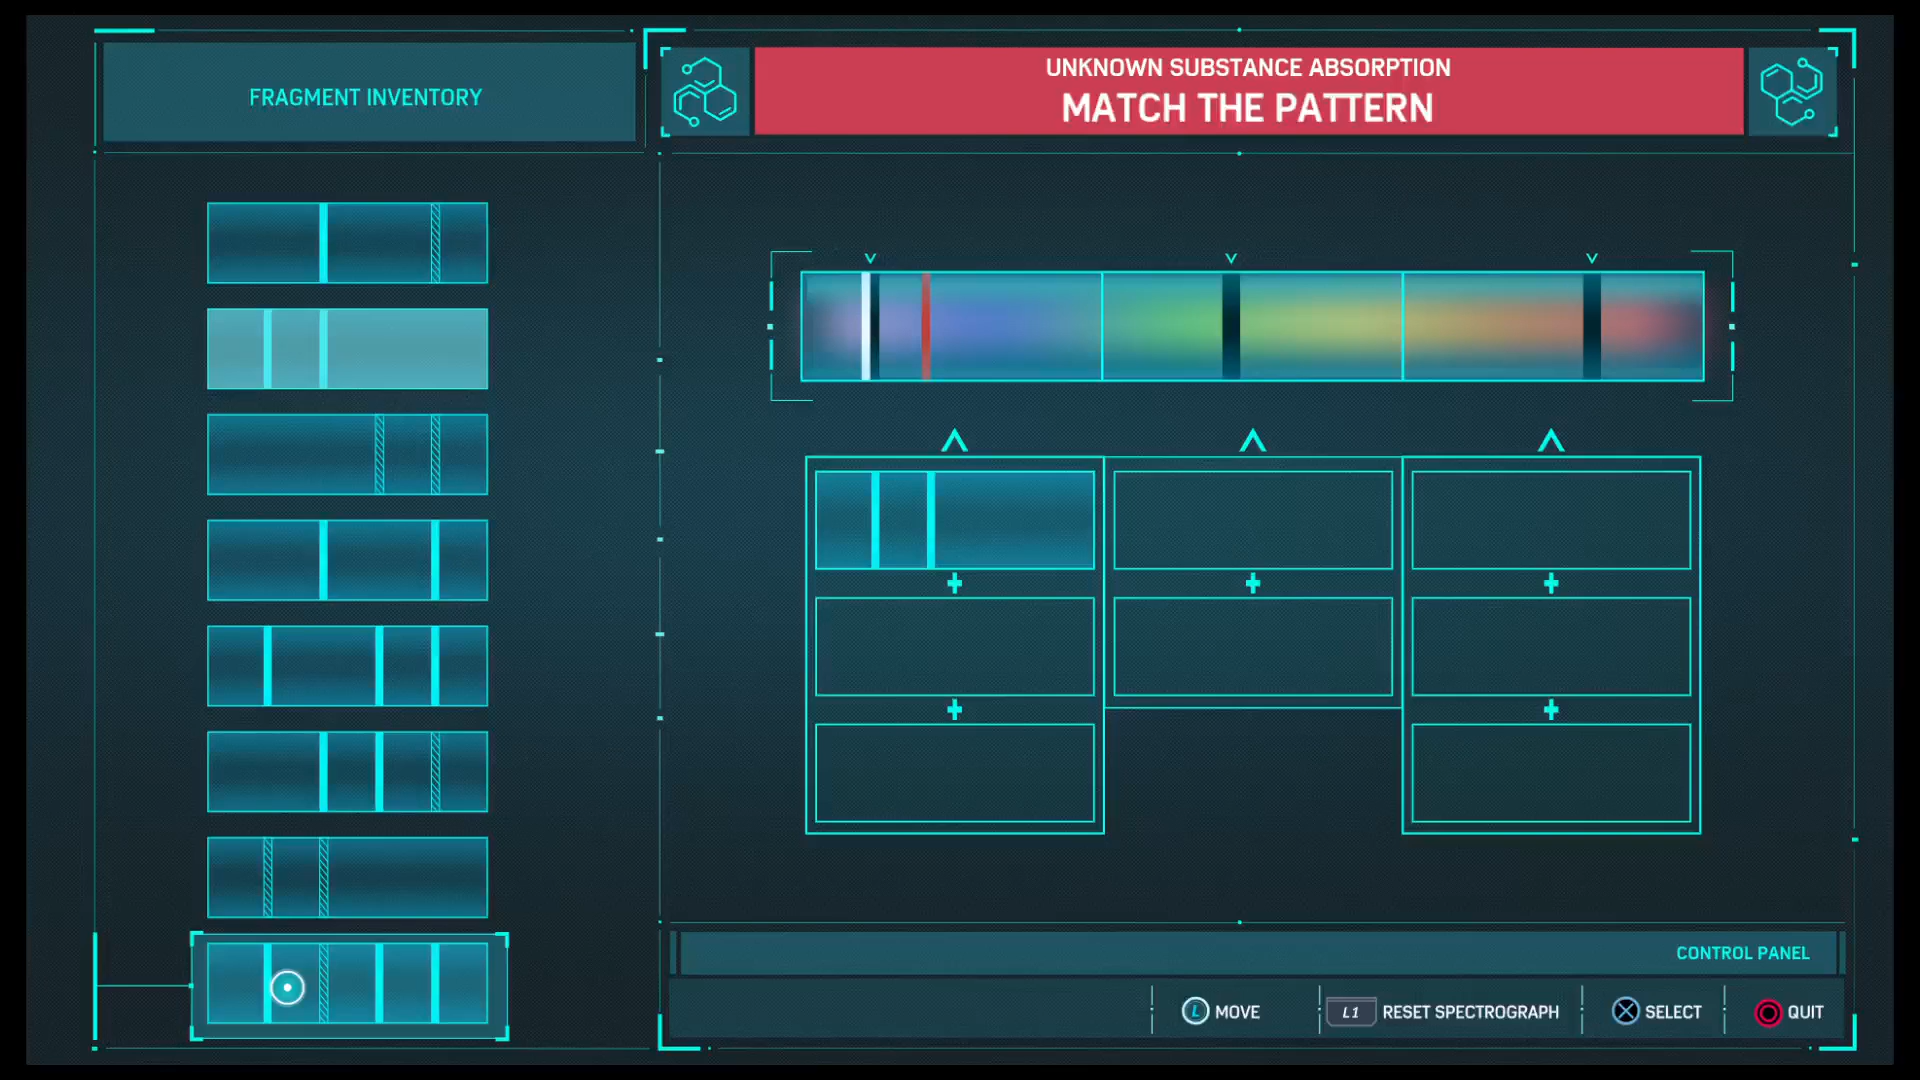 FRAGMENT INVENTORY
UNKNOWN SUBSTANCE ABSORPTION
MATCH THE PATTERN
CONTROL PANEL
L MOVE
L1 RESET SPECTROGRAPH
SELECT
QUIT